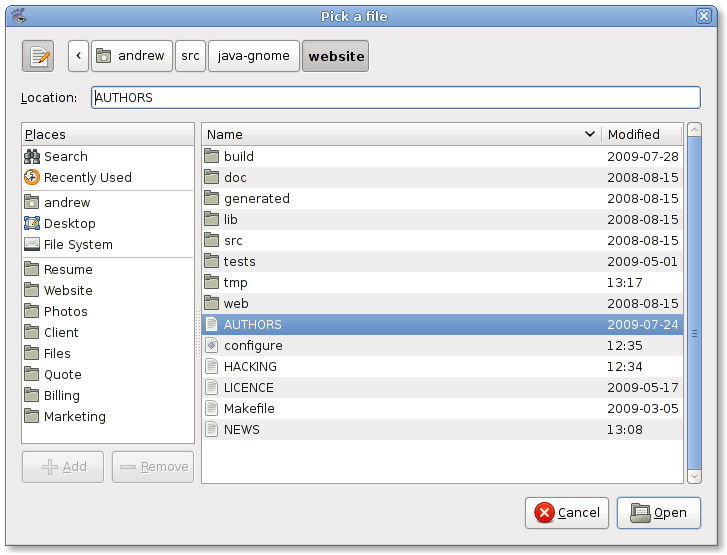 Pick a file
< andrew src java-gnome website
Location: AUTHORS
Places
Search
Recently Used
andrew
Desktop
File System
Resume
Website
Photos
Client
Files
Quote
Billing
Marketing
Add Remove
Name Modified
build 2009-07-28
doc 2008-08-15
generated 2008-08-15
lib 2008-08-15
src 2008-08-15
tests 2009-05-01
tmp 13:17
web 2008-08-15
AUTHORS 2009-07-24
configure 12:35
HACKING 12:34
LICENCE 2009-05-17
Makefile 2009-03-05
NEWS 13:08
Cancel Open